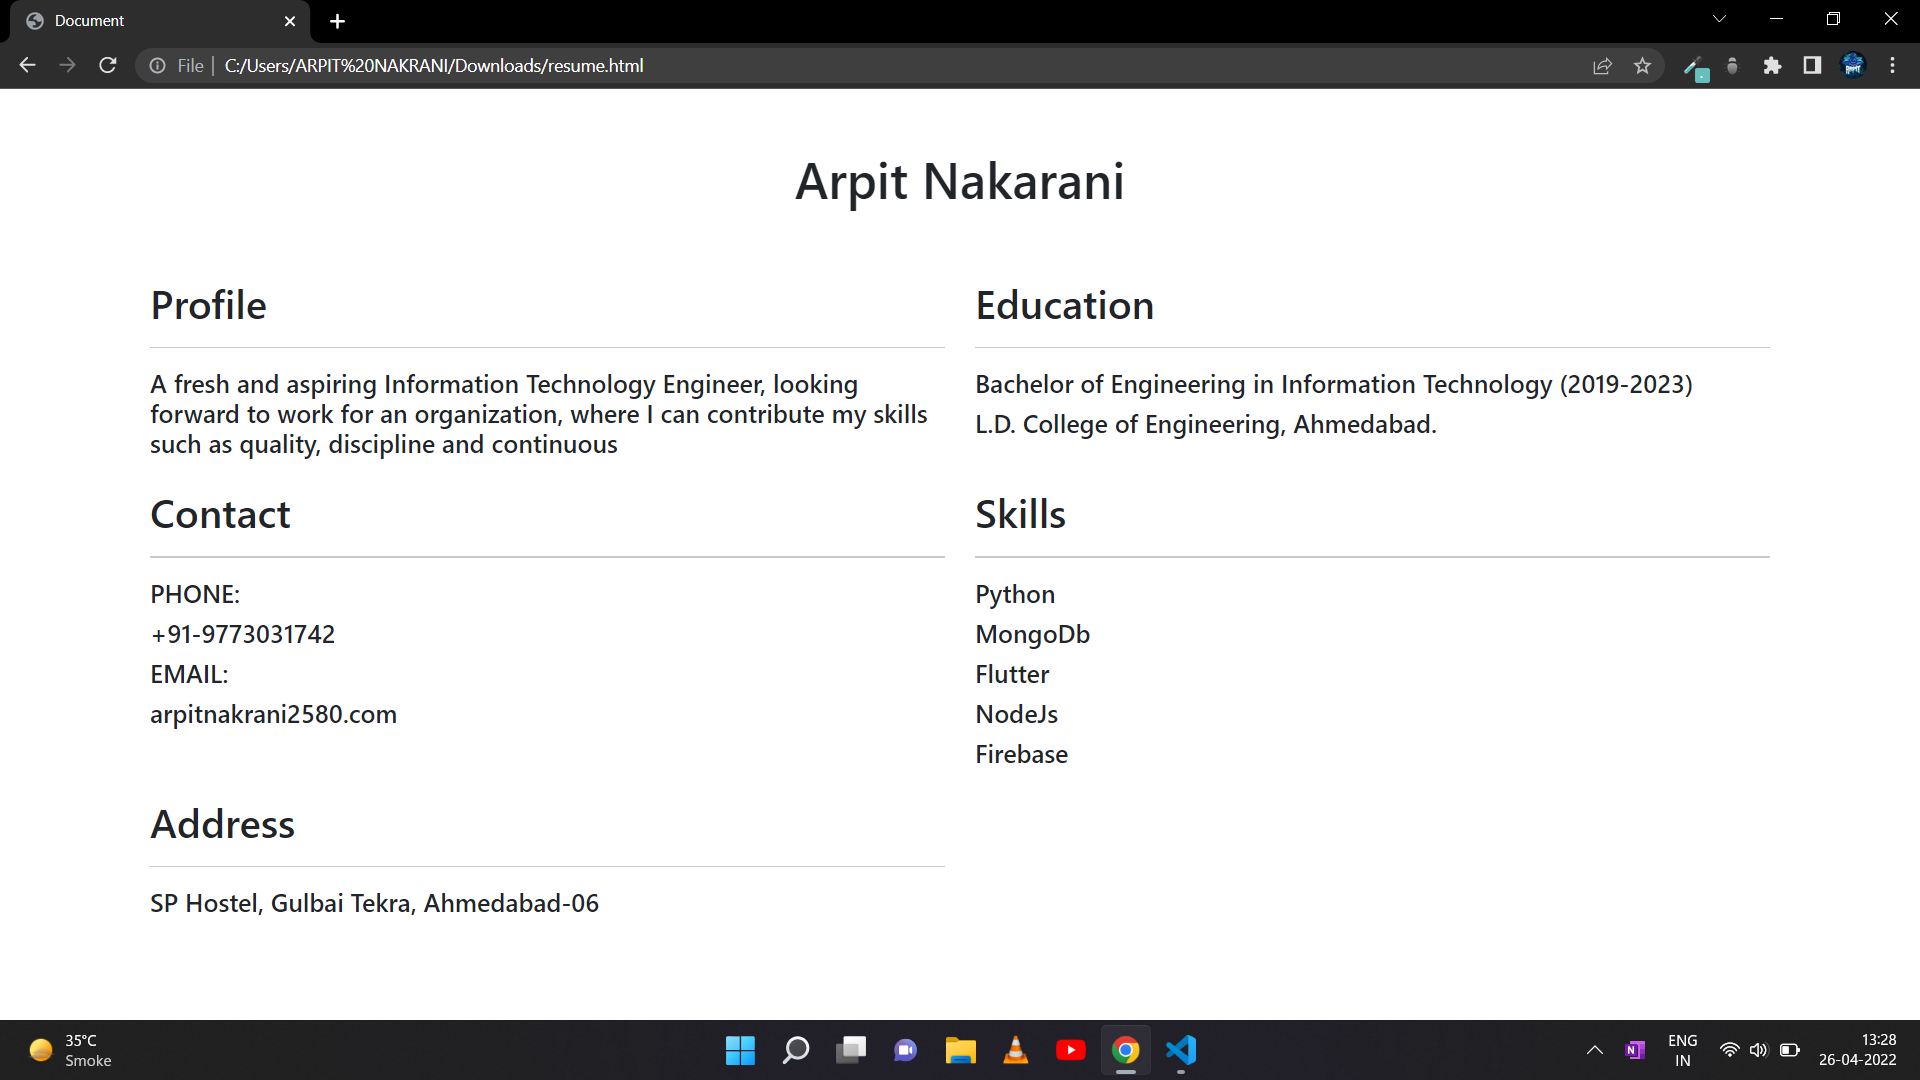 Document
File
C:/Users/ARPIT%20NAKRANI/Downloads/resume.html
Arpit Nakarani
Profile
A fresh and aspiring Information Technology Engineer, looking
forward to work for an organization, where I can contribute my skills
such as quality, discipline and continuous
Education
Bachelor of Engineering in Information Technology (2019-2023)
L.D. College of Engineering, Ahmedabad.
Contact
PHONE:
+91-9773031742
EMAIL:
arpitnakrani2580.com
Skills
Python
MongoDb
Flutter
NodeJs
Firebase
Address
SP Hostel, Gulbai Tekra, Ahmedabad-06
35°C
Smoke
ENG
IN
13:28
26-04-2022